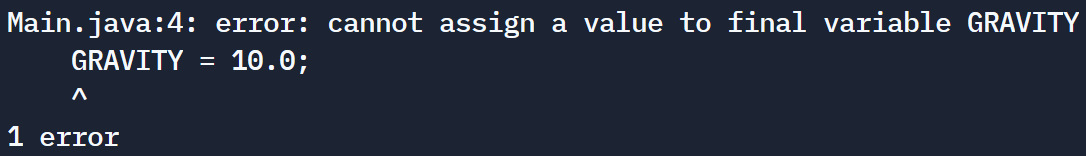 Main.java:4: error: cannot assign a value to final variable GRAVITY
    GRAVITY = 10.0;
    ^
1 error